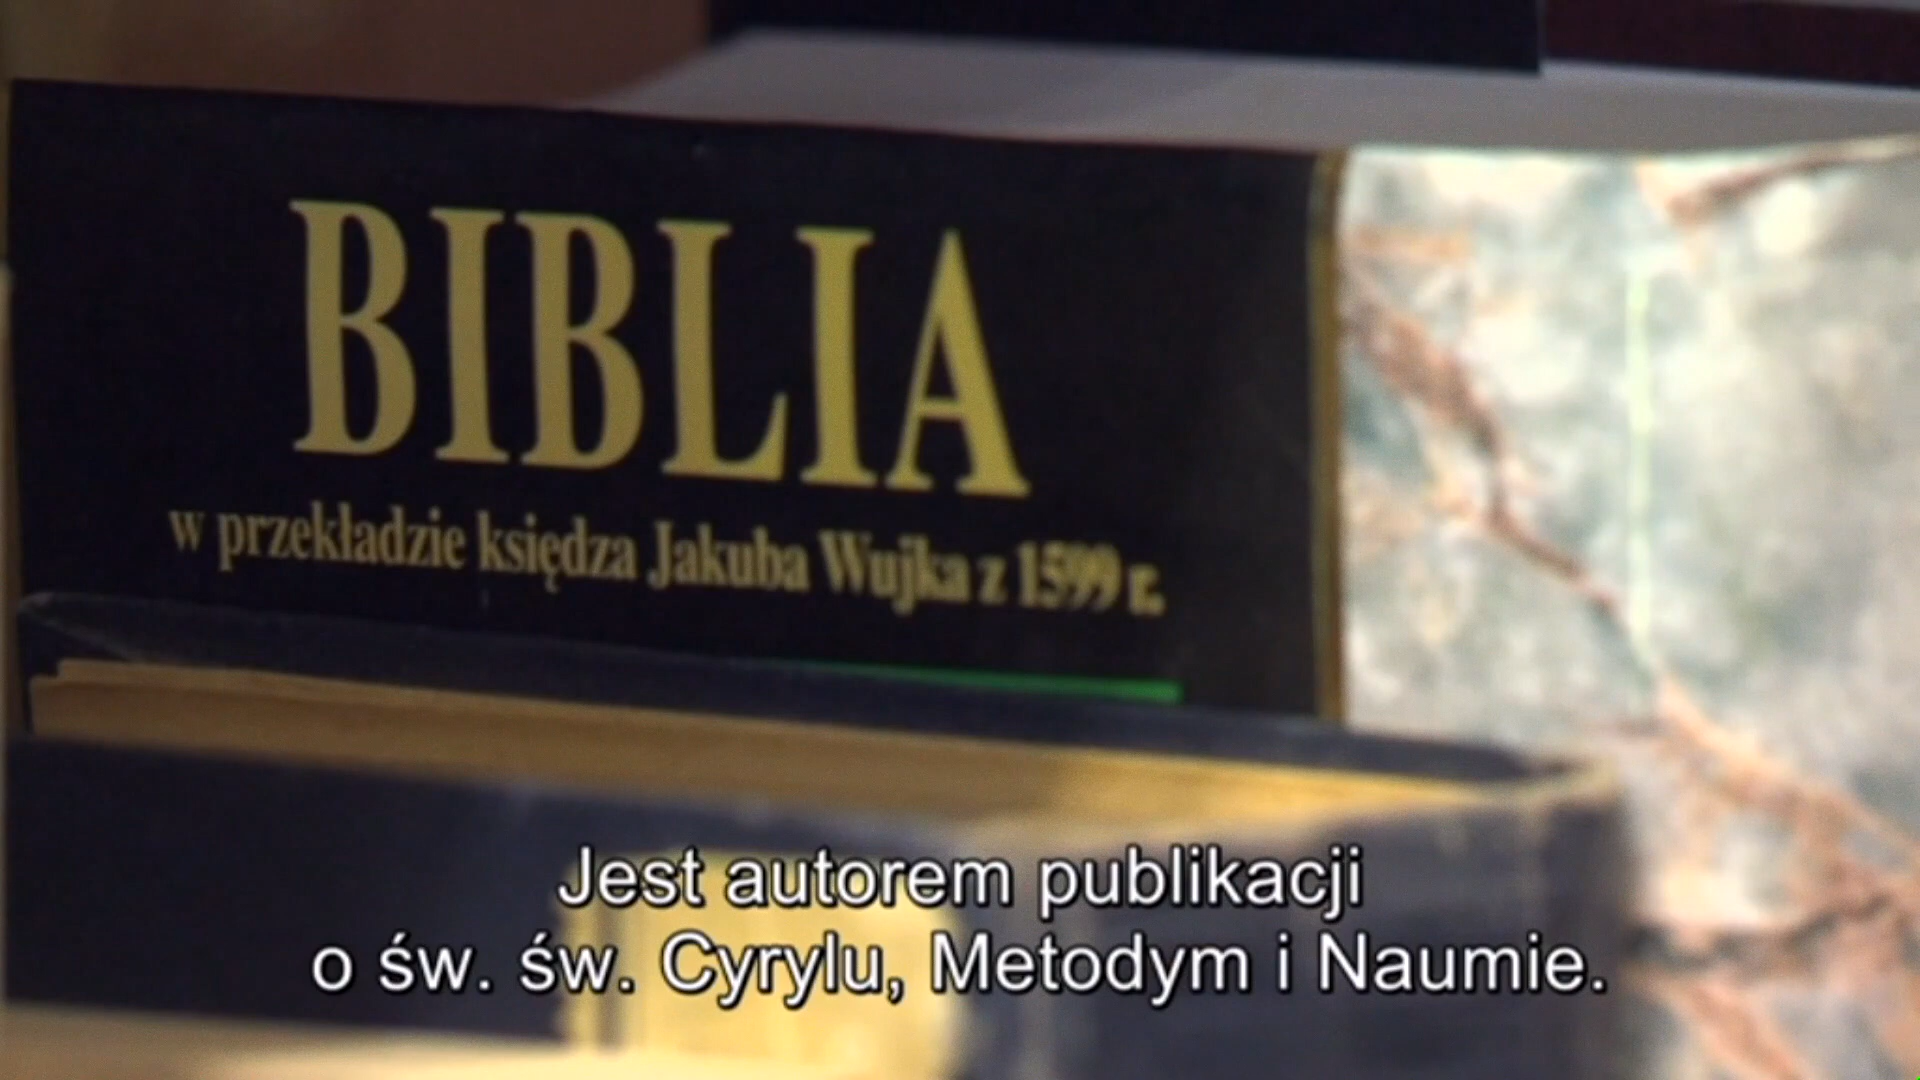 BIBLIA
w przekładzie księdza Jakuba Wujka z 1599 r.
Jest autorem publikacji
o św. św. Cyrylu, Metodym i Naumie.